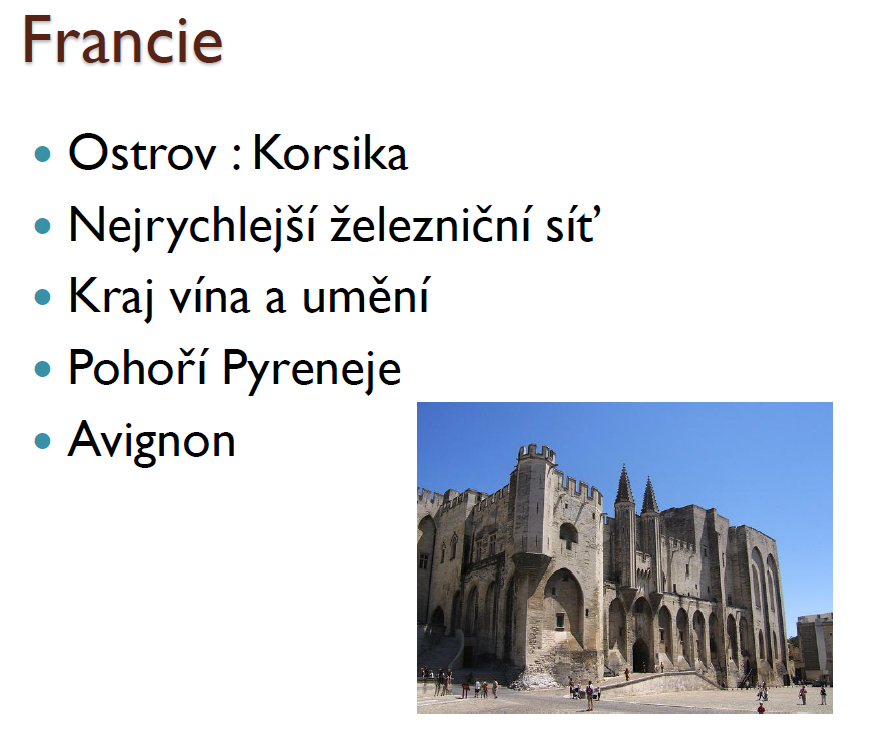 Francie
• Ostrov : Korsika
• Nejrychlejší železniční síť
• Kraj vína a umění
• Pohoří Pyreneje
• Avignon